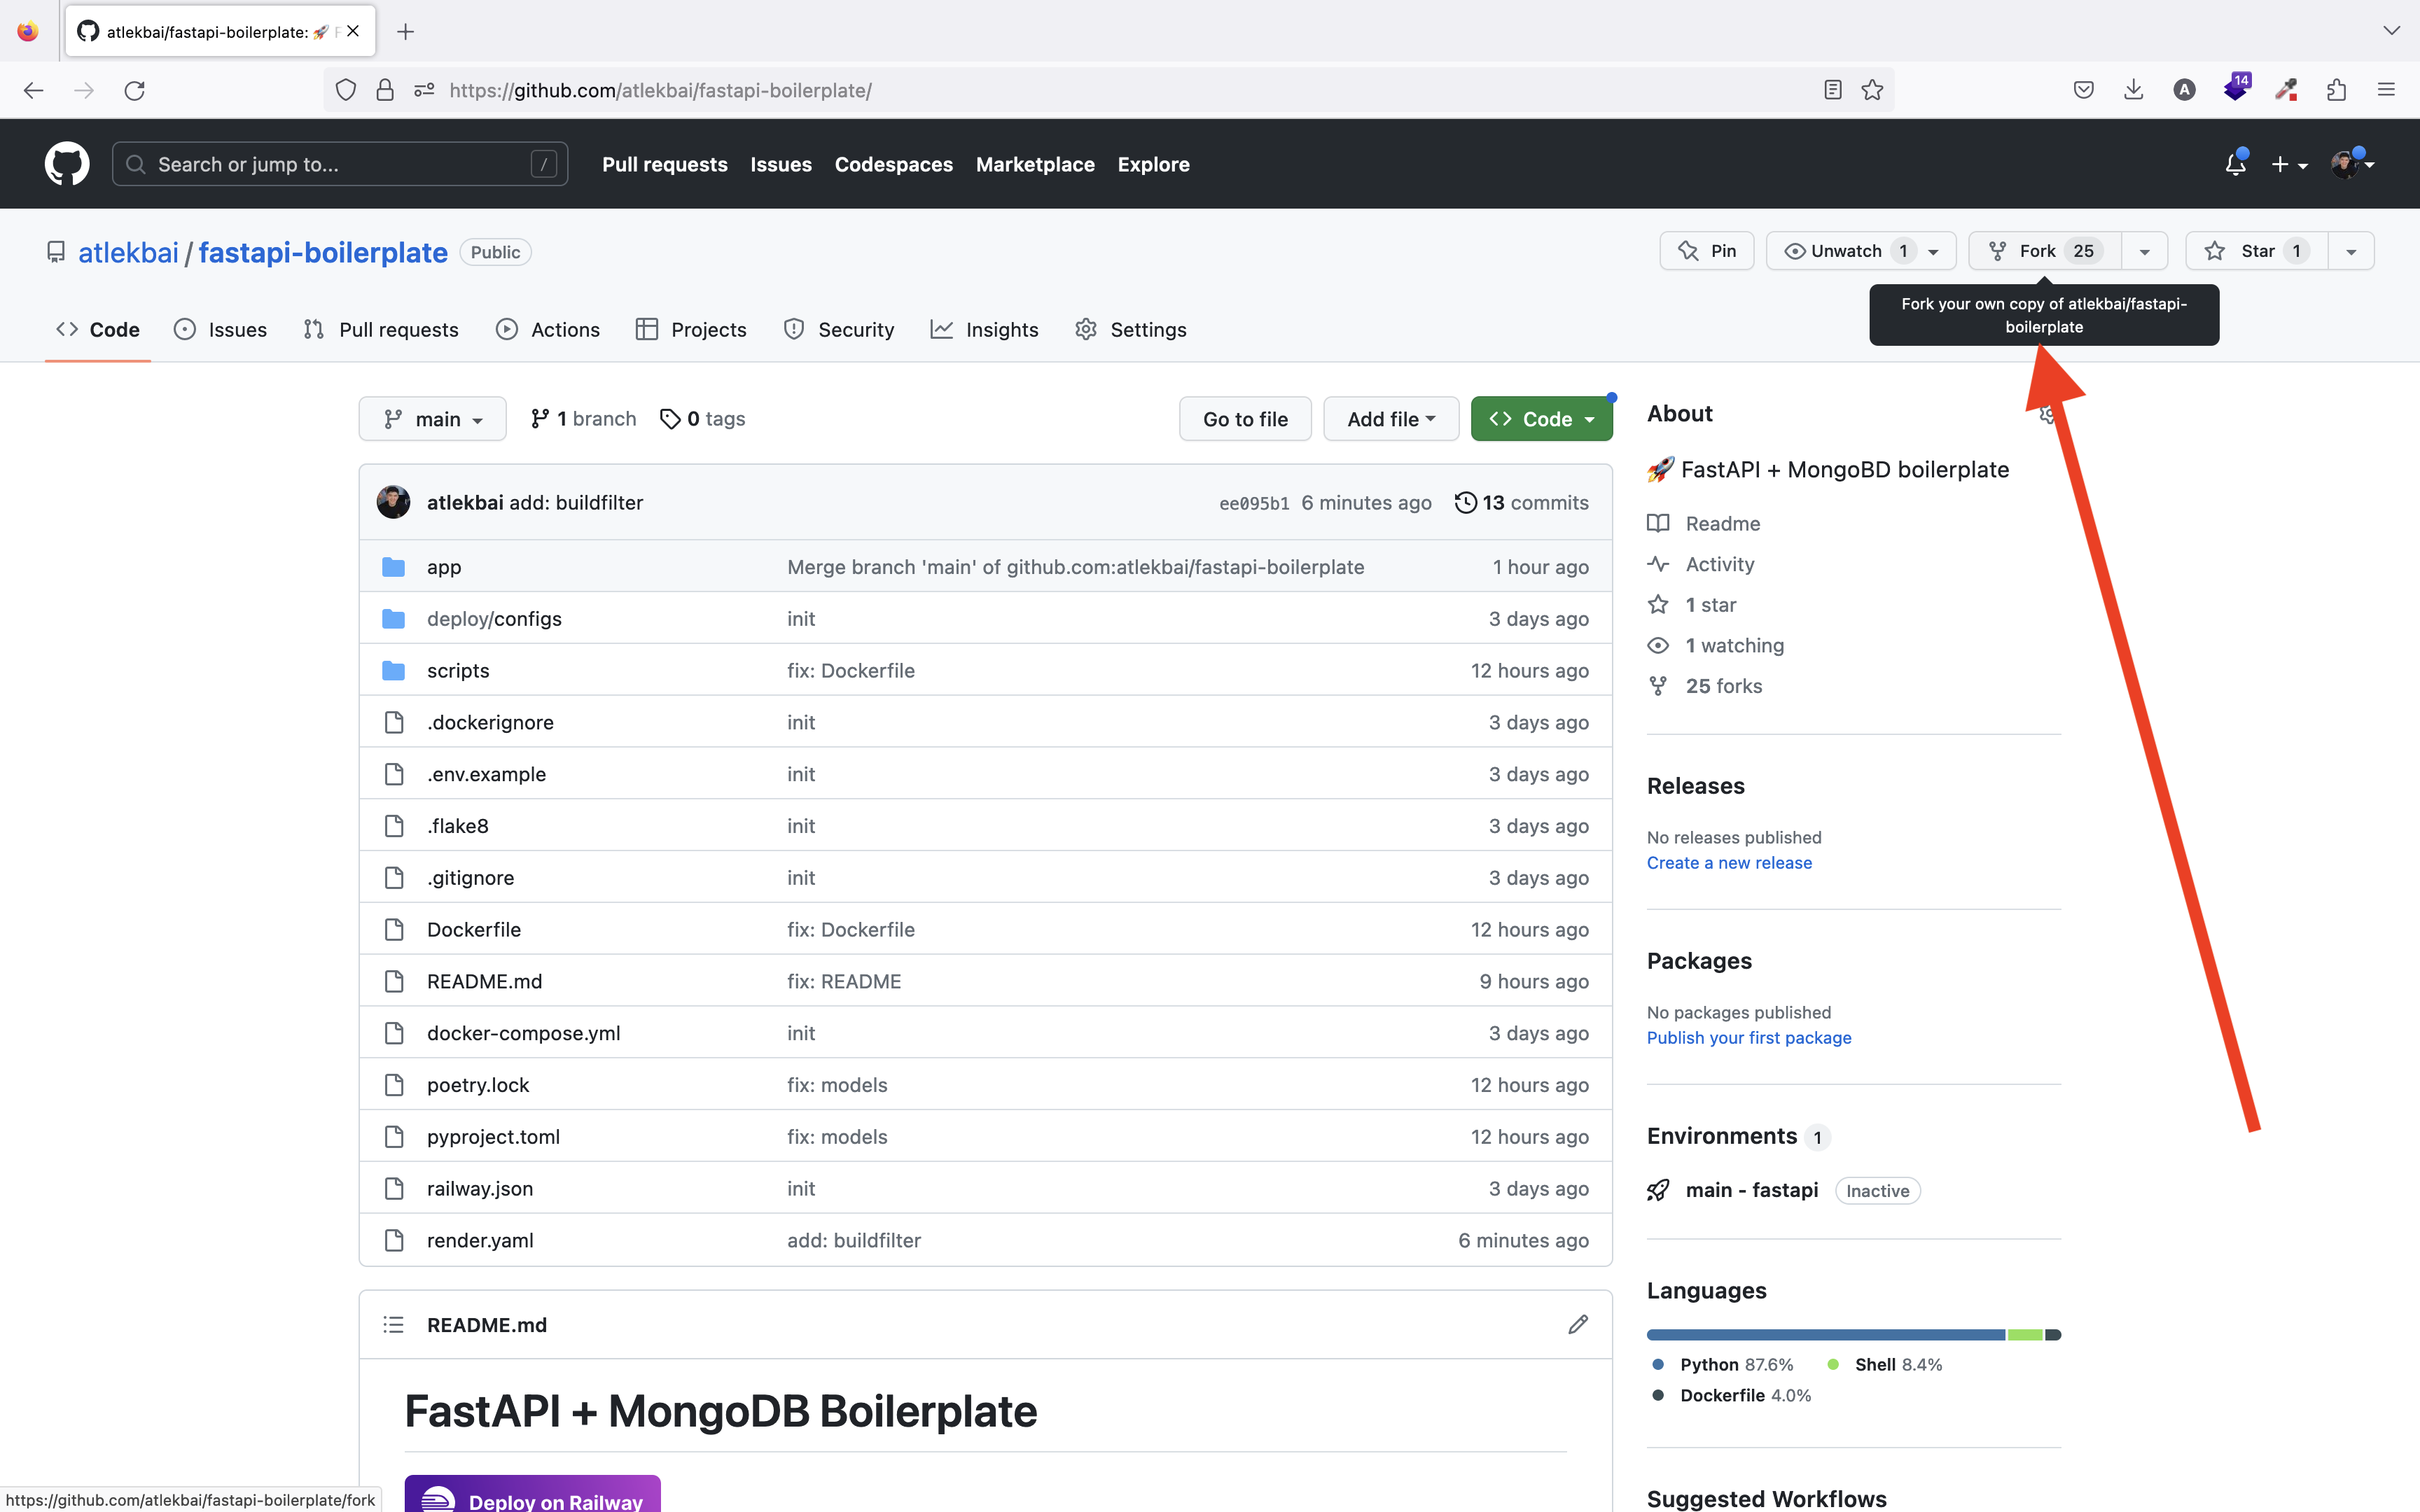 atlekbai/fastapi-boilerplate: 🚀 F
https://github.com/atlekbai/fastapi-boilerplate/
A
14
Search or jump to...
/
Pull requests
Issues
Codespaces
Marketplace
Explore
atlekbai / fastapi-boilerplate
Public
Pin
Unwatch 1
Fork 25
Star 1
Fork your own copy of atlekbai/fastapi-
boilerplate
Code
Issues
Pull requests
Actions
Projects
Security
Insights
Settings
main
1 branch
0 tags
Go to file
Add file
Code
atlekbai add: buildfilter
ee095b1 6 minutes ago
13 commits
app Merge branch 'main' of github.com:atlekbai/fastapi-boilerplate 1 hour ago
deploy/configs init 3 days ago
scripts fix: Dockerfile 12 hours ago
.dockerignore init 3 days ago
.env.example init 3 days ago
.flake8 init 3 days ago
.gitignore init 3 days ago
Dockerfile fix: Dockerfile 12 hours ago
README.md fix: README 9 hours ago
docker-compose.yml init 3 days ago
poetry.lock fix: models 12 hours ago
pyproject.toml fix: models 12 hours ago
railway.json init 3 days ago
render.yaml add: buildfilter 6 minutes ago
README.md
FastAPI + MongoDB Boilerplate
Deploy on Railway
About
🚀 FastAPI + MongoBD boilerplate
Readme
Activity
1 star
1 watching
25 forks
Releases
No releases published
Create a new release
Packages
No packages published
Publish your first package
Environments 1
main - fastapi Inactive
Languages
Python 87.6%
Shell 8.4%
Dockerfile 4.0%
Suggested Workflows
https://github.com/atlekbai/fastapi-boilerplate/fork